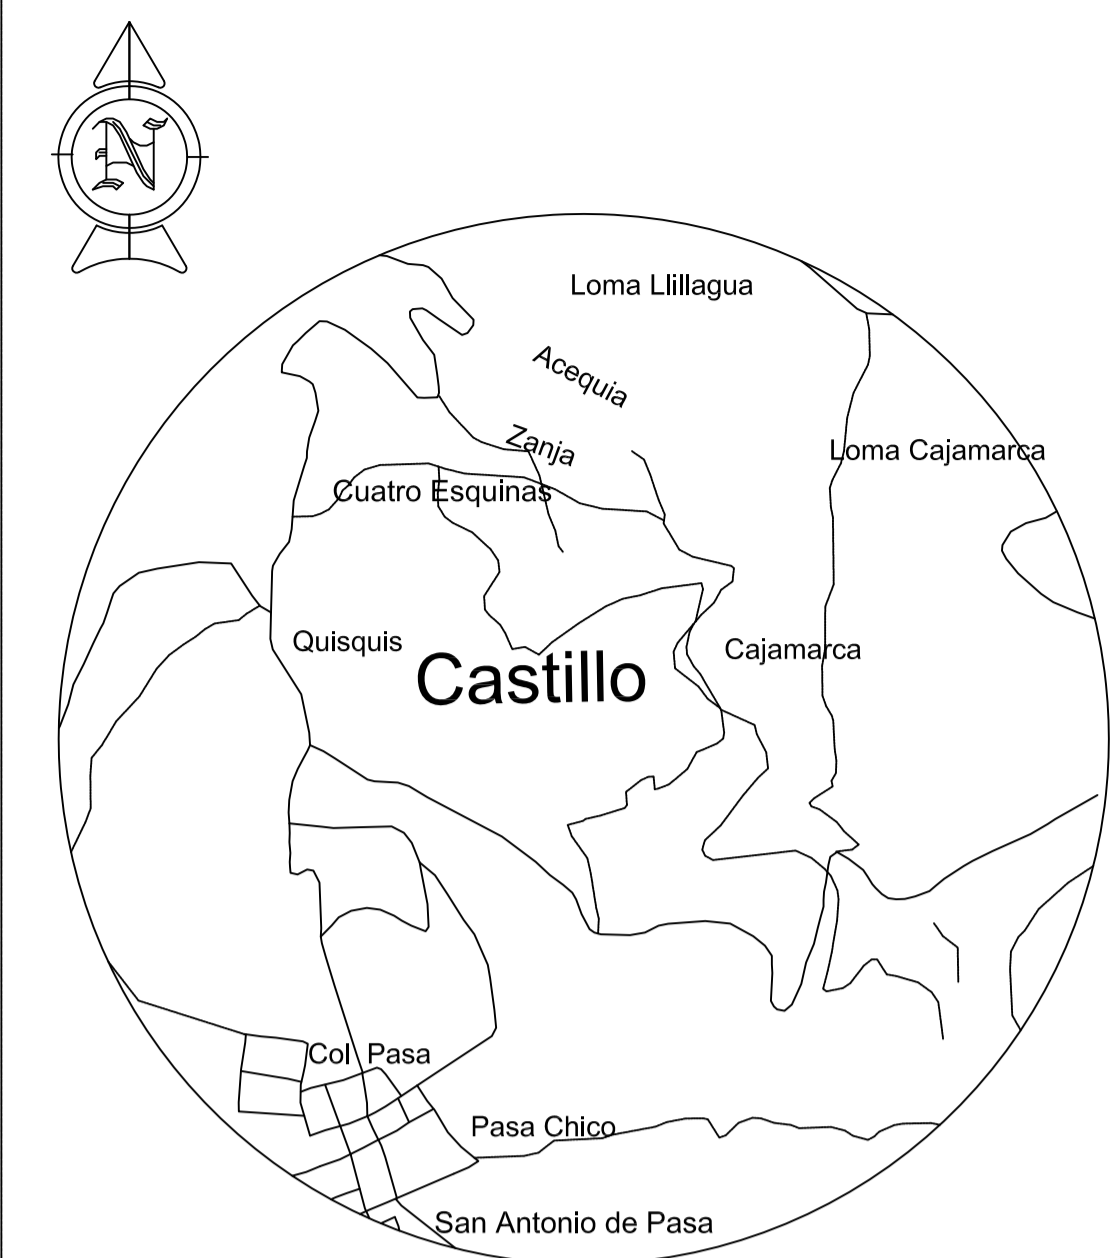 N
Loma Llillagua
Acequia
Zanja
Loma Cajamarca
Cuatro Esquinas
Quisquis
Castillo
Cajamarca
Col Pasa
Pasa Chico
San Antonio de Pasa